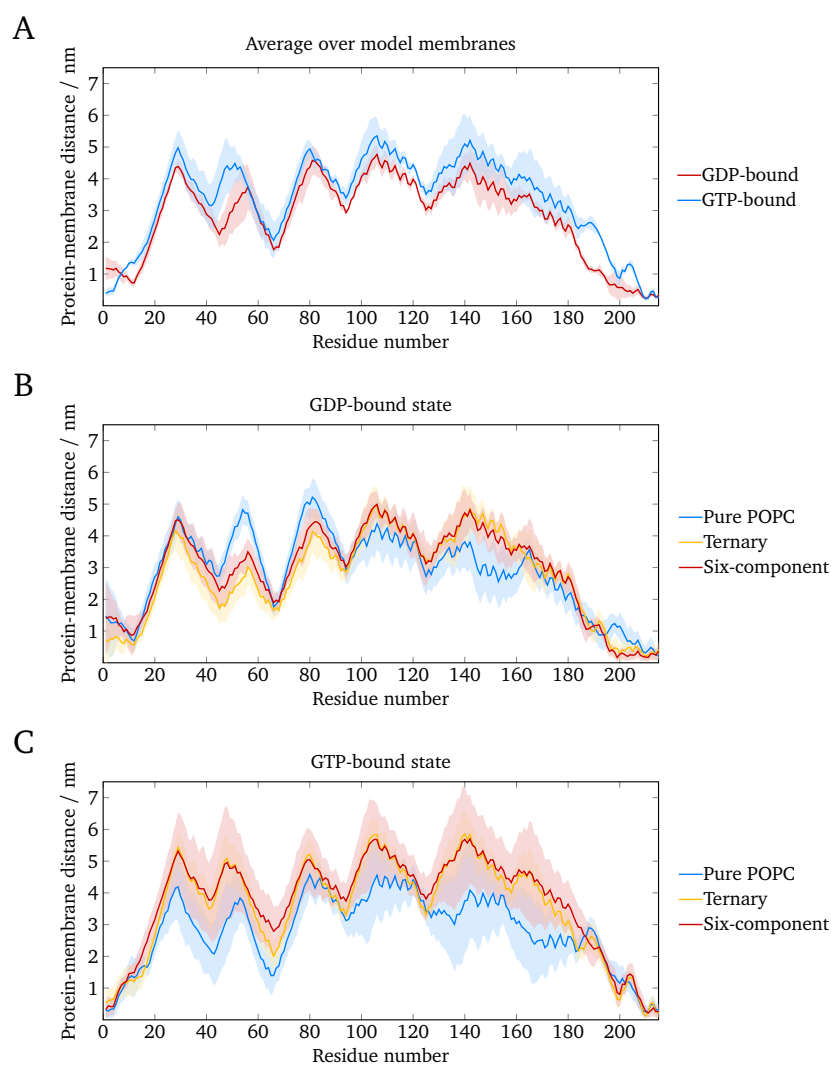 A
Average over model membranes
Protein-membrane distance / nm
7
6
5
4
3
2
1
0 20 40 60 80 100 120 140 160 180 200
Residue number
GDP-bound
GTP-bound
B
GDP-bound state
Protein-membrane distance / nm
7
6
5
4
3
2
1
0 20 40 60 80 100 120 140 160 180 200
Residue number
Pure POPC
Ternary
Six-component
C
GTP-bound state
Protein-membrane distance / nm
7
6
5
4
3
2
1
0 20 40 60 80 100 120 140 160 180 200
Residue number
Pure POPC
Ternary
Six-component